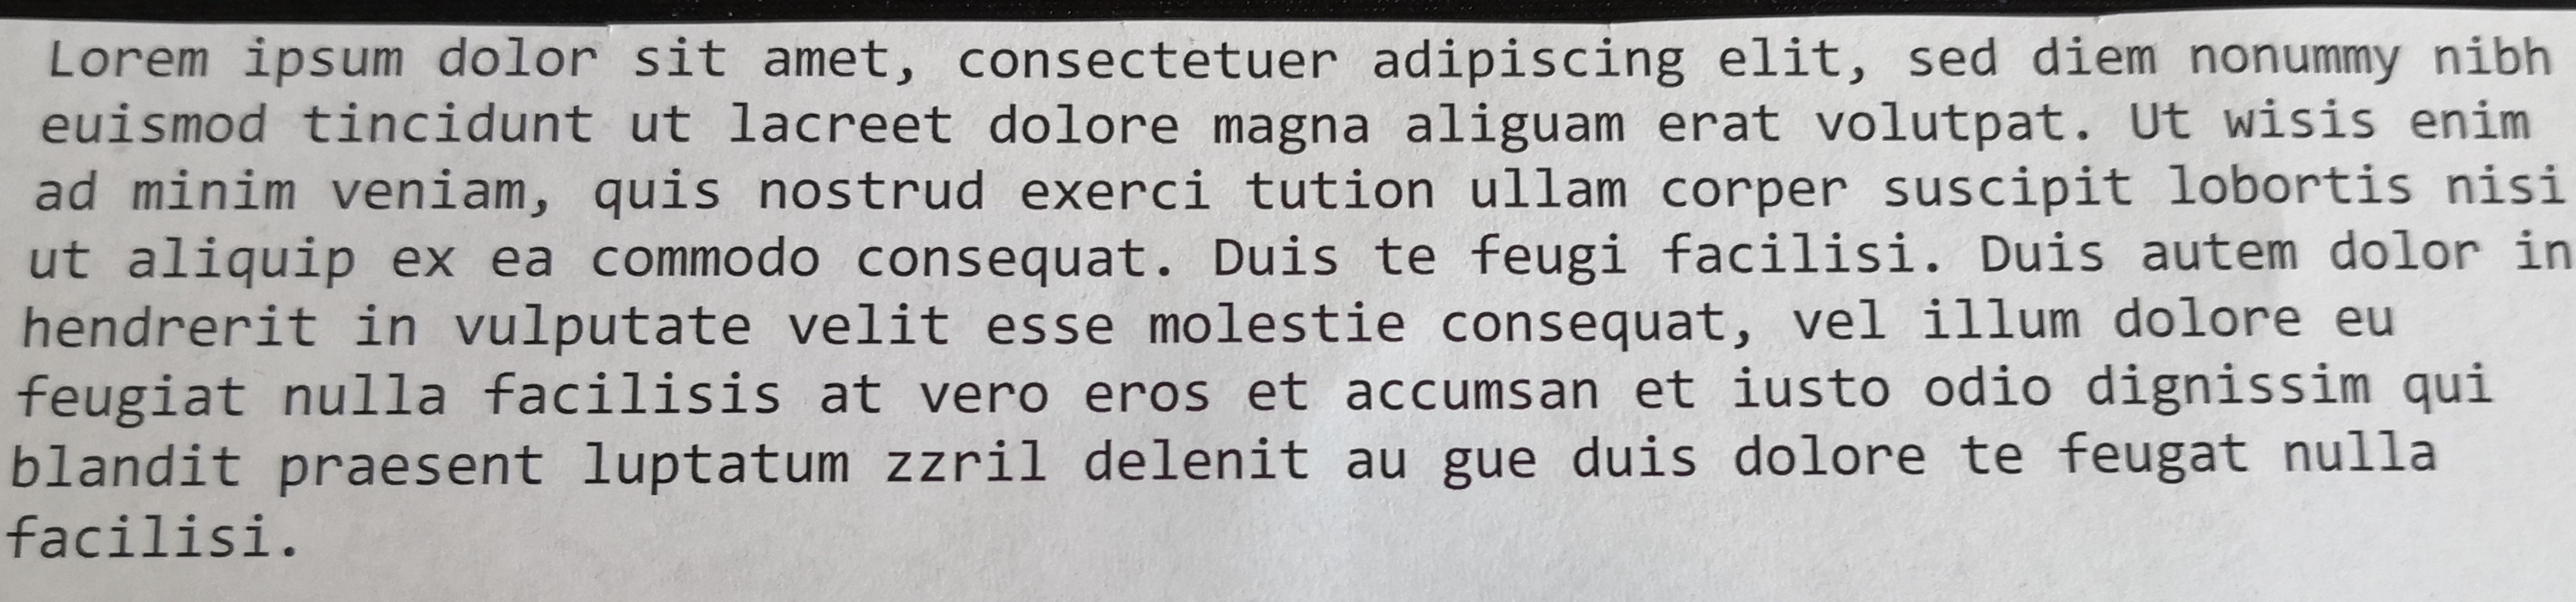 Lorem ipsum dolor sit amet, consectetuer adipiscing elit, sed diem nonummy nibh
euismod tincidunt ut lacreet dolore magna aliguam erat volutpat. Ut wisis enim
ad minim veniam, quis nostrud exerci tution ullam corper suscipit lobortis nisi
ut aliquip ex ea commodo consequat. Duis te feugi facilisi. Duis autem dolor in
hendrerit in vulputate velit esse molestie consequat, vel illum dolore eu
feugiat nulla facilisis at vero eros et accumsan et iusto odio dignissim qui
blandit praesent luptatum zzril delenit au gue duis dolore te feugat nulla
facilisi.